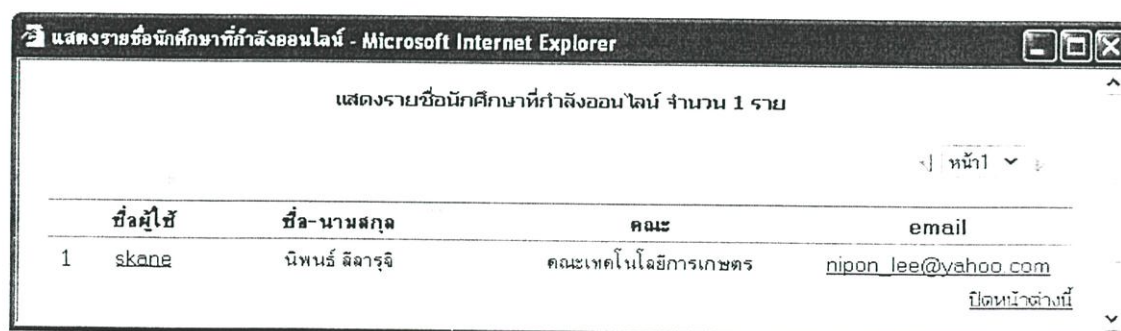 แสดงรายชื่อนักศึกษาที่กำลังออนไลน์ - Microsoft Internet Explorer
แสดงรายชื่อนักศึกษาที่กำลังออนไลน์ จำนวน 1 ราย
หน้า1
ชื่อผู้ใช้ ชื่อ-นามสกุล คณะ email
1 skane นิพนธ์ ลีลารุจิ คณะเทคโนโลยีการเกษตร nipon_lee@yahoo.com
ปิดหน้าต่างนี้